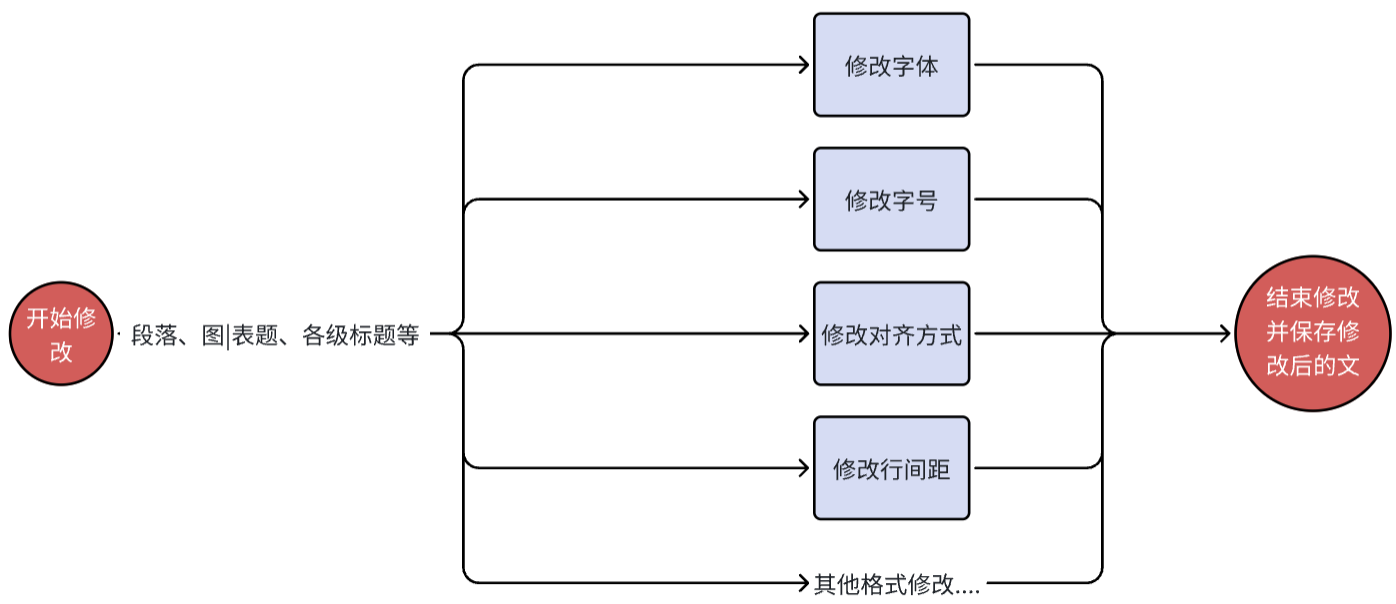 开始修
改
段落、图|表题、各级标题等
修改字体
修改字号
修改对齐方式
修改行间距
其他格式修改....
结束修改
并保存修
改后的文